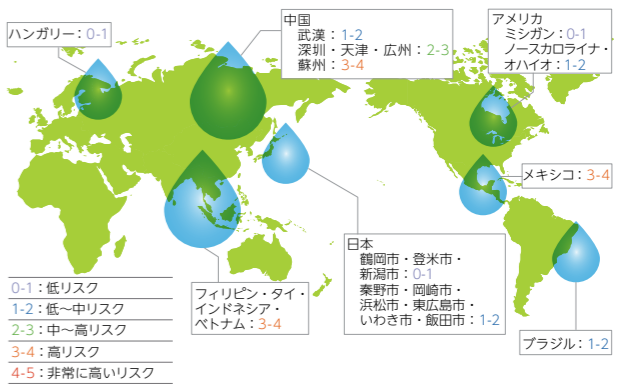 ハンガリー：0-1
中国
武漢：1-2
深圳・天津・広州：2-3
蘇州：3-4
アメリカ
ミシガン：0-1
ノースカロライナ・
オハイオ：1-2
メキシコ：3-4
日本
鶴岡市・登米市・
新潟市：0-1
秦野市・岡崎市・
浜松市・東広島市・
いわき市・飯田市：1-2
フィリピン・タイ・
インドネシア・
ベトナム：3-4
ブラジル：1-2
0-1：低リスク
1-2：低〜中リスク
2-3：中〜高リスク
3-4：高リスク
4-5：非常に高いリスク